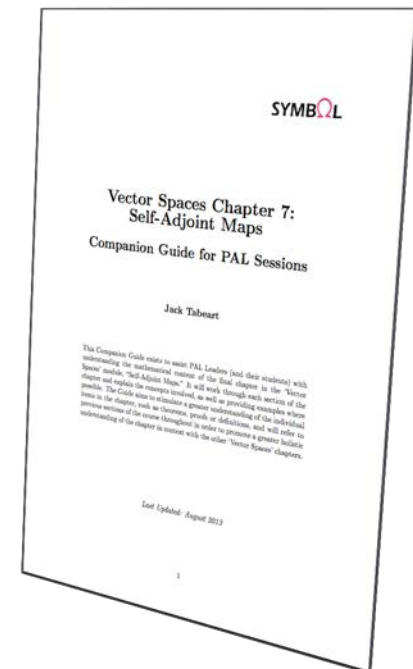 SYMBΩL
Vector Spaces Chapter 7:
Self-Adjoint Maps
Companion Guide for PAL Sessions
Jack Tabeart
This Companion Guide exists to assist PAL Leaders (and their students) with
understanding the mathematical content of the final chapter in the 'Vector
Spaces' module, "Self-Adjoint Maps." It will work through each section of the
chapter and explain the concepts involved, as well as providing examples where
possible. The Guide aims to stimulate a greater understanding of the individual
items in the chapter, such as theorems, proofs or definitions, and will refer to
previous sections of the course throughout in order to promote a greater holistic
understanding of the chapter in context with the other 'Vector Spaces' chapters.
Last Updated: August 2013
1